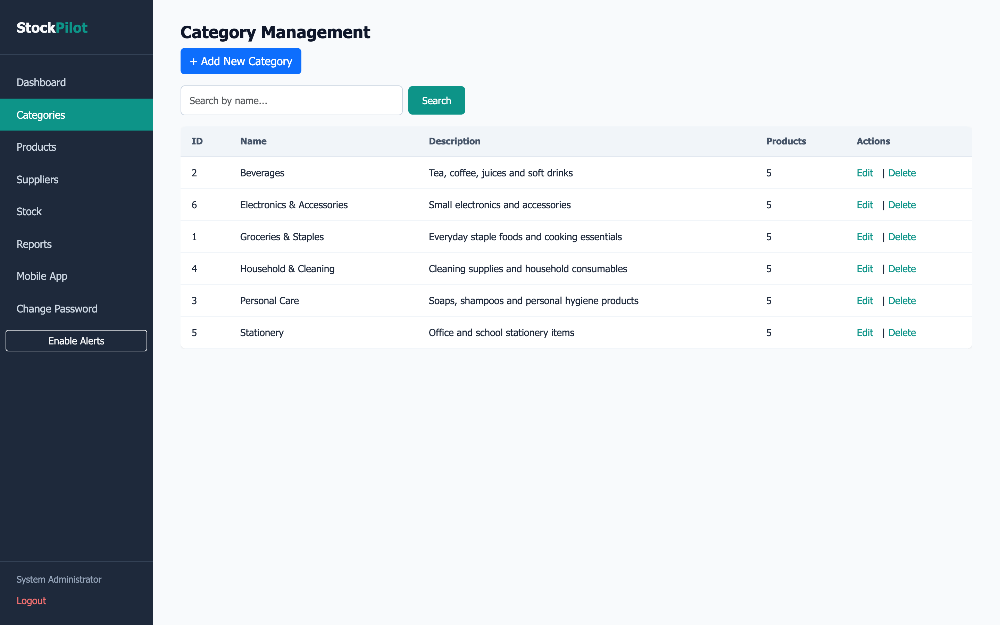 StockPilot
Dashboard
Categories
Products
Suppliers
Stock
Reports
Mobile App
Change Password
Enable Alerts
System Administrator
Logout
Category Management
+ Add New Category
Search by name...
Search
ID Name Description Products Actions
2 Beverages Tea, coffee, juices and soft drinks 5 Edit | Delete
6 Electronics & Accessories Small electronics and accessories 5 Edit | Delete
1 Groceries & Staples Everyday staple foods and cooking essentials 5 Edit | Delete
4 Household & Cleaning Cleaning supplies and household consumables 5 Edit | Delete
3 Personal Care Soaps, shampoos and personal hygiene products 5 Edit | Delete
5 Stationery Office and school stationery items 5 Edit | Delete